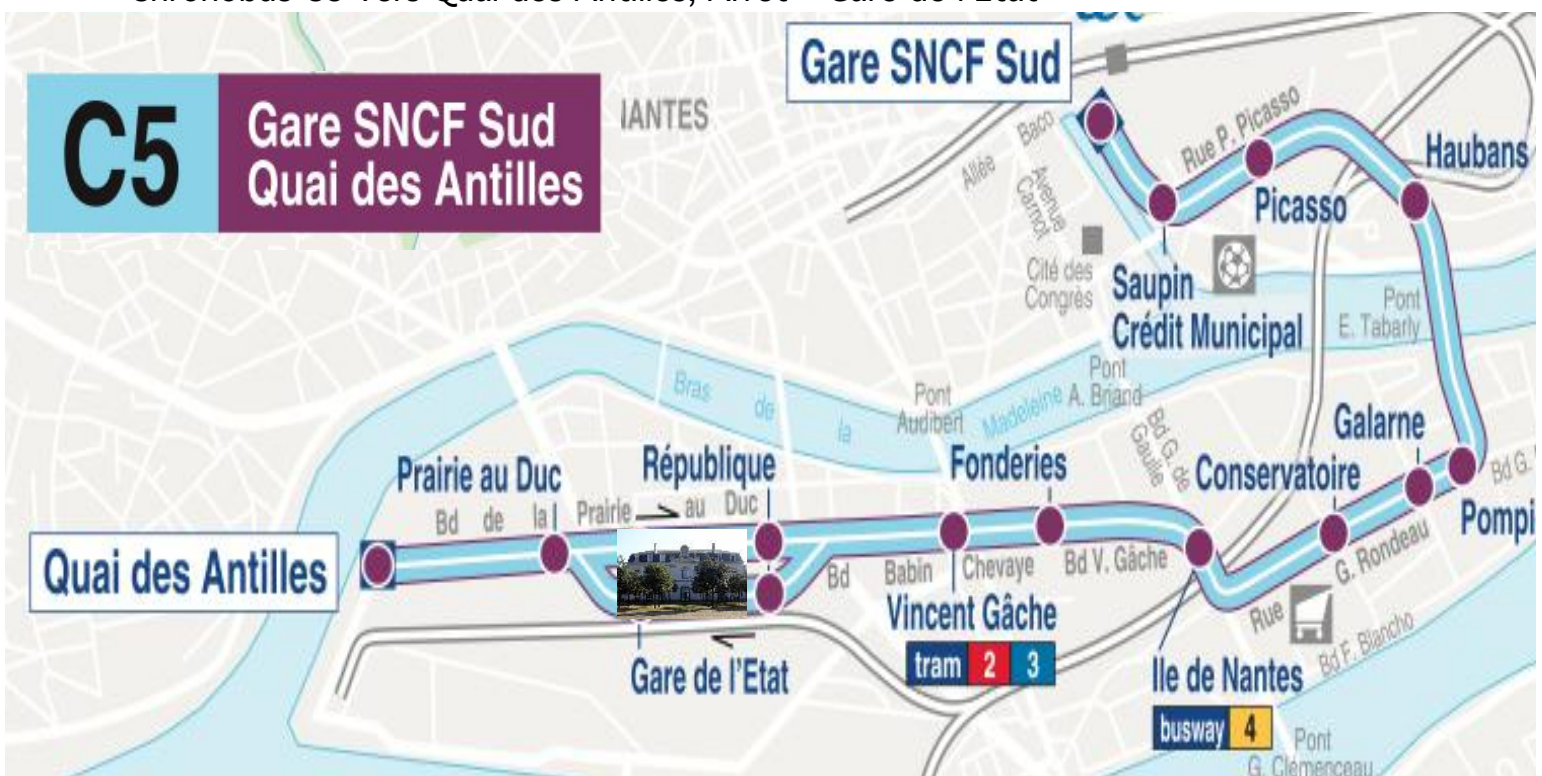 C5
Gare SNCF Sud
Quai des Antilles
NANTES
Gare SNCF Sud
Allée
Baco
Avenue
Carnot
Rue P. Picasso
Haubans
Picasso
Cité des
Congrès
Saupin
Crédit Municipal
Pont
E. Tabarly
Bras de la Madeleine
Pont
Audibert
Pont
A. Briand
Bd G. de
Gaulle
Galarne
Conservatoire
Bd G.
Pompi
G. Rondeau
Rue
Bd F. Blancho
Prairie au Duc
République
Fonderies
Bd de la Prairie au Duc
Quai des Antilles
Bd Babin Chevaye
Bd V. Gâche
Vincent Gâche
tram 2 3
Gare de l'Etat
Ile de Nantes
busway 4
Pont
G. Clémenceau